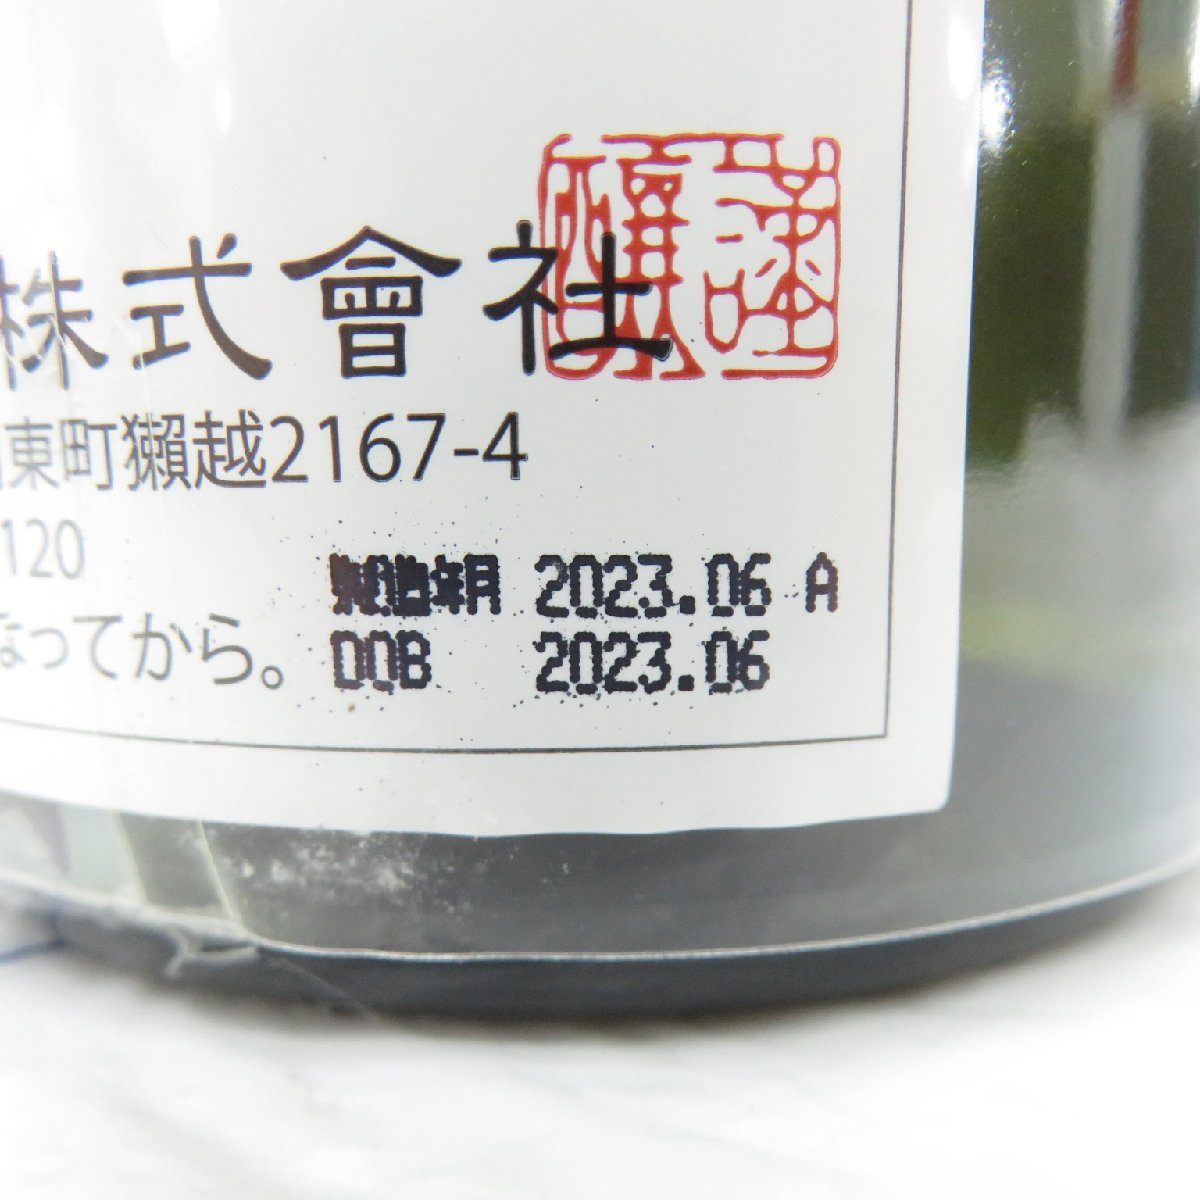 株式會社
東町獺越2167-4
120
製造年月 2023.06 A
なってから。
DOB 2023.06